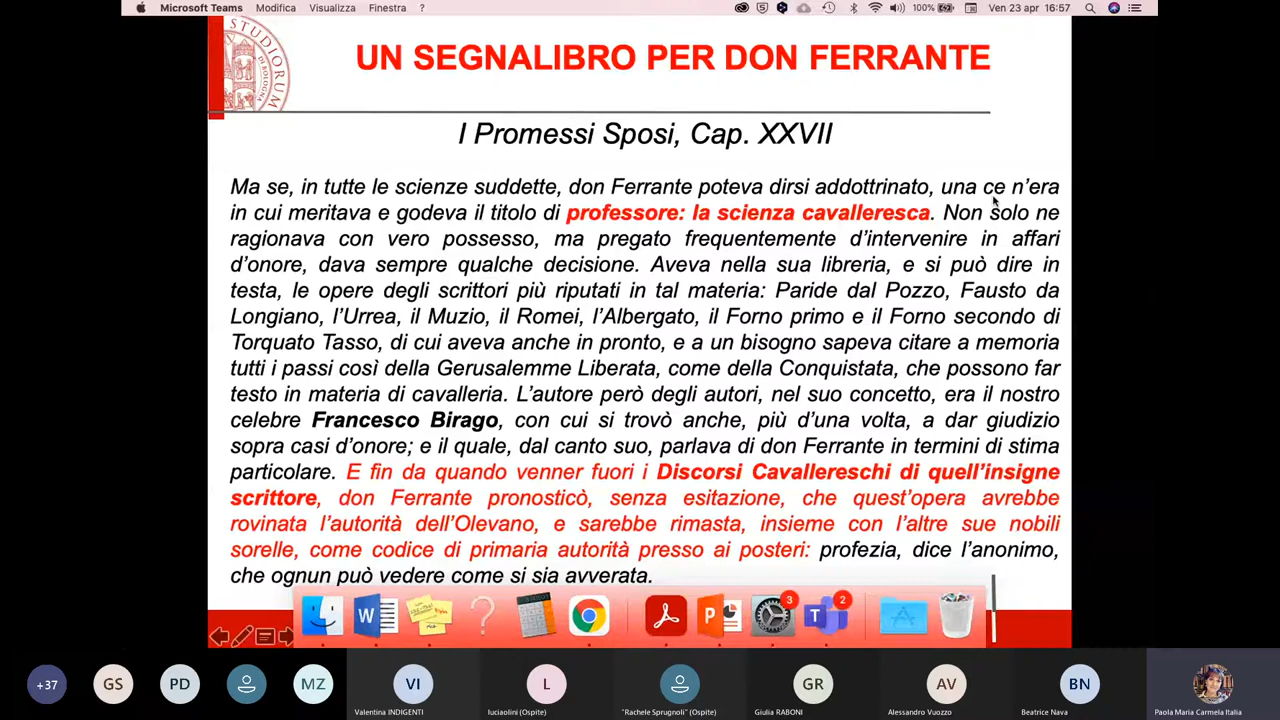 Microsoft Teams Modifica Visualizza Finestra ? 100% Ven 23 apr 16:57
STUDIORUM
DI BOLOGNA
UN SEGNALIBRO PER DON FERRANTE
I Promessi Sposi, Cap. XXVII
Ma se, in tutte le scienze suddette, don Ferrante poteva dirsi addottrinato, una ce n’era
in cui meritava e godeva il titolo di professore: la scienza cavalleresca. Non solo ne
ragionava con vero possesso, ma pregato frequentemente d’intervenire in affari
d’onore, dava sempre qualche decisione. Aveva nella sua libreria, e si può dire in
testa, le opere degli scrittori più riputati in tal materia: Paride dal Pozzo, Fausto da
Longiano, l’Urrea, il Muzio, il Romei, l’Albergato, il Forno primo e il Forno secondo di
Torquato Tasso, di cui aveva anche in pronto, e a un bisogno sapeva citare a memoria
tutti i passi così della Gerusalemme Liberata, come della Conquistata, che possono far
testo in materia di cavalleria. L’autore però degli autori, nel suo concetto, era il nostro
celebre Francesco Birago, con cui si trovò anche, più d’una volta, a dar giudizio
sopra casi d’onore; e il quale, dal canto suo, parlava di don Ferrante in termini di stima
particolare. E fin da quando venner fuori i Discorsi Cavallereschi di quell’insigne
scrittore, don Ferrante pronosticò, senza esitazione, che quest’opera avrebbe
rovinata l’autorità dell’Olevano, e sarebbe rimasta, insieme con l’altre sue nobili
sorelle, come codice di primaria autorità presso ai posteri: profezia, dice l’anonimo,
che ognun può vedere come si sia avverata.
W ? P 3 T 2
+37 GS PD MZ VI L GR AV BN
Valentina INDIGENTI luciaolini (Ospite) "Rachele Sprugnoli" (Ospite) Giulia RABONI Alessandro Vuozzo Beatrice Nava Paola Maria Carmela Italia